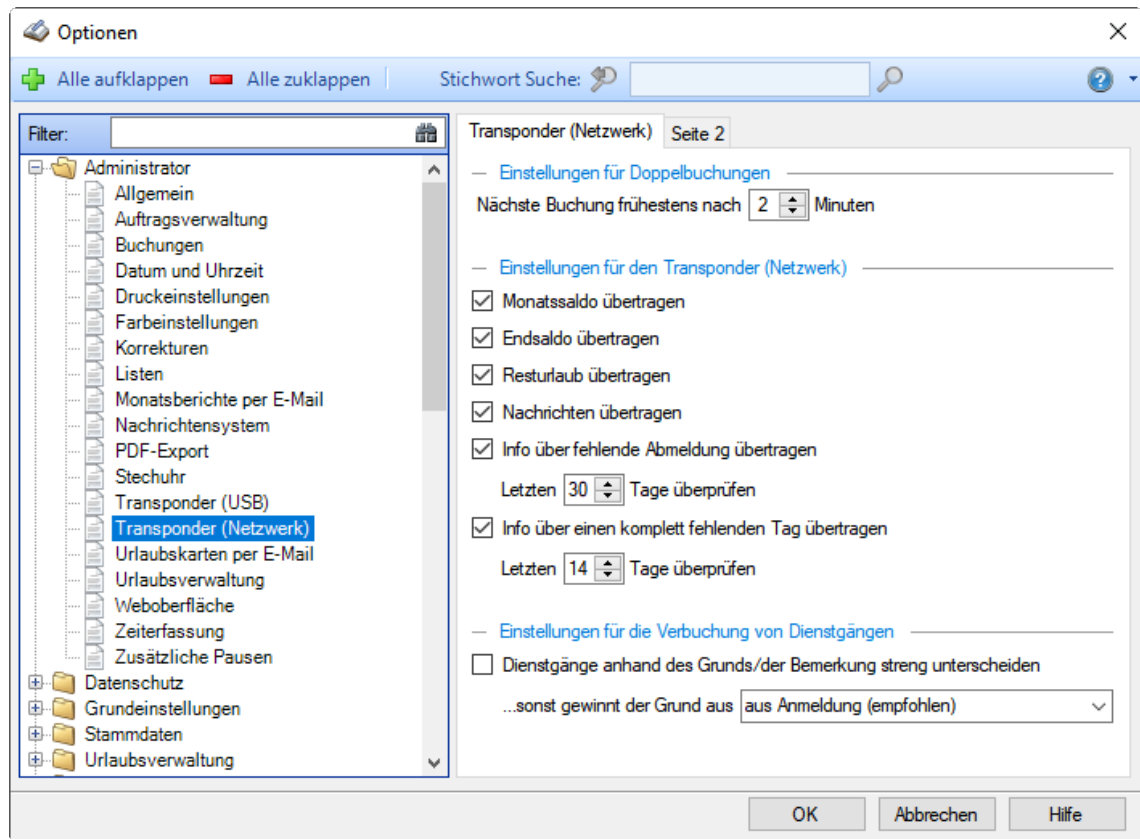 Optionen
Alle aufklappen
Alle zuklappen
Stichwort Suche:
Filter:
Administrator
Allgemein
Auftragsverwaltung
Buchungen
Datum und Uhrzeit
Druckeinstellungen
Farbeinstellungen
Korrekturen
Listen
Monatsberichte per E-Mail
Nachrichtensystem
PDF-Export
Stechuhr
Transponder (USB)
Transponder (Netzwerk)
Urlaubskarten per E-Mail
Urlaubsverwaltung
Weboberfläche
Zeiterfassung
Zusätzliche Pausen
Datenschutz
Grundeinstellungen
Stammdaten
Urlaubsverwaltung
Transponder (Netzwerk) Seite 2
Einstellungen für Doppelbuchungen
Nächste Buchung frühestens nach 2 Minuten
Einstellungen für den Transponder (Netzwerk)
Monatssaldo übertragen
Endsaldo übertragen
Resturlaub übertragen
Nachrichten übertragen
Info über fehlende Abmeldung übertragen
Letzten 30 Tage überprüfen
Info über einen komplett fehlenden Tag übertragen
Letzten 14 Tage überprüfen
Einstellungen für die Verbuchung von Dienstgängen
Dienstgänge anhand des Grunds/der Bemerkung streng unterscheiden
...sonst gewinnt der Grund aus aus Anmeldung (empfohlen)
OK
Abbrechen
Hilfe